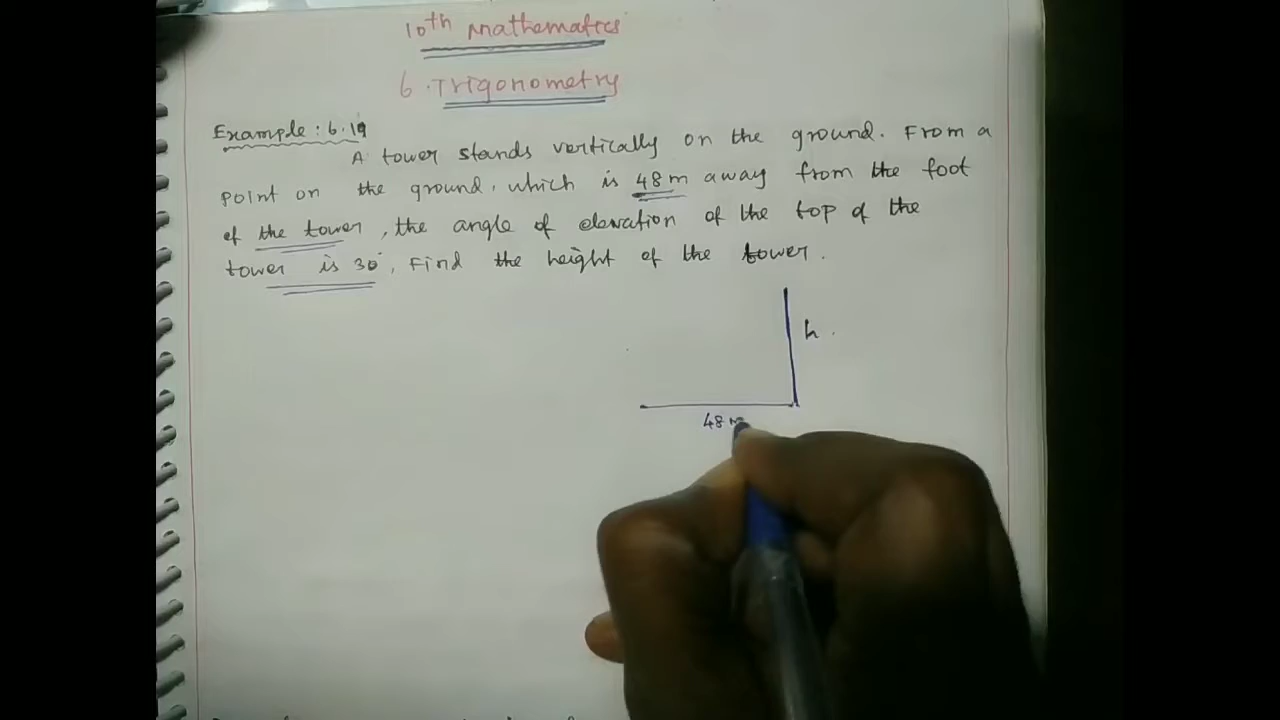 10th Mathematics
6. Trigonometry
Example: 6.19
A tower stands vertically on the ground. From a
point on the ground, which is 48m away from the foot
of the tower, the angle of elevation of the top of the
tower is 30°, Find the height of the tower.
h
48 m